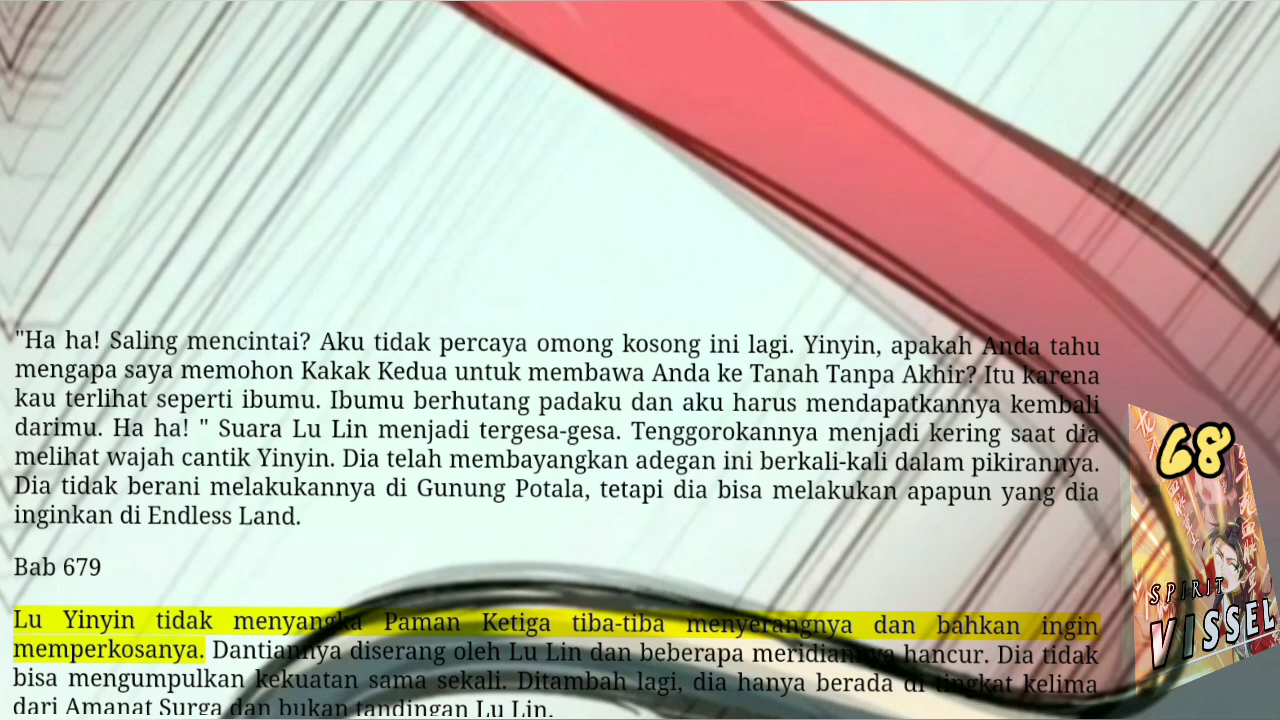 "Ha ha! Saling mencintai? Aku tidak percaya omong kosong ini lagi. Yinyin, apakah Anda tahu
mengapa saya memohon Kakak Kedua untuk membawa Anda ke Tanah Tanpa Akhir? Itu karena
kau terlihat seperti ibumu. Ibumu berhutang padaku dan aku harus mendapatkannya kembali
darimu. Ha ha! " Suara Lu Lin menjadi tergesa-gesa. Tenggorokannya menjadi kering saat dia
melihat wajah cantik Yinyin. Dia telah membayangkan adegan ini berkali-kali dalam pikirannya.
Dia tidak berani melakukannya di Gunung Potala, tetapi dia bisa melakukan apapun yang dia
inginkan di Endless Land.
Bab 679
Lu Yinyin tidak menyangka Paman Ketiga tiba-tiba menyerangnya dan bahkan ingin
memperkosanya. Dantiannya diserang oleh Lu Lin dan beberapa meridiannya hancur. Dia tidak
bisa mengumpulkan kekuatan sama sekali. Ditambah lagi, dia hanya berada di tingkat kelima
dari Amanat Surga dan bukan tandingan Lu Lin.
68
SPIRIT
VISSEL